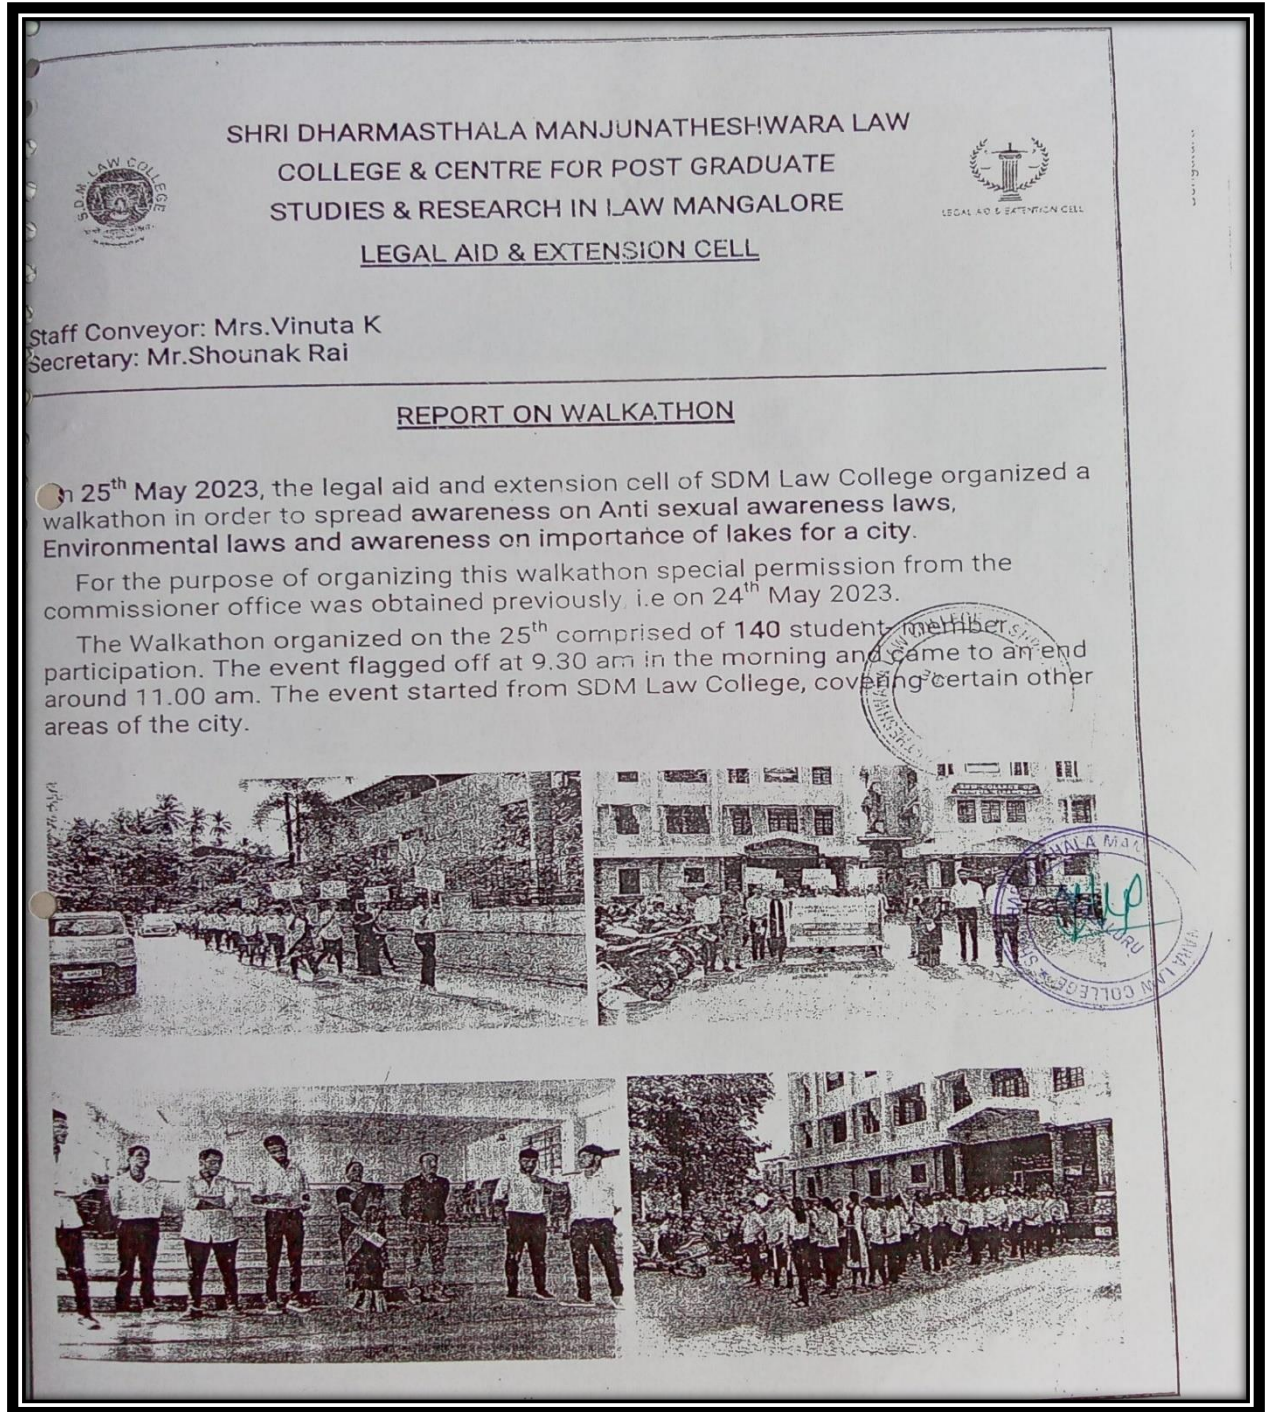 SHRI DHARMASTHALA MANJUNATHESHWARA LAW
COLLEGE & CENTRE FOR POST GRADUATE
STUDIES & RESEARCH IN LAW MANGALORE
LEGAL AID & EXTENSION CELL
S.D.M. LAW COLLEGE
LEGAL AID & EXTENTION CELL
Staff Conveyor: Mrs.Vinuta K
Secretary: Mr.Shounak Rai
REPORT ON WALKATHON
n 25th May 2023, the legal aid and extension cell of SDM Law College organized a
walkathon in order to spread awareness on Anti sexual awareness laws,
Environmental laws and awareness on importance of lakes for a city.
For the purpose of organizing this walkathon special permission from the
commissioner office was obtained previously, i.e on 24th May 2023.
The Walkathon organized on the 25th comprised of 140 student- member
participation. The event flagged off at 9.30 am in the morning and came to an end
around 11.00 am. The event started from SDM Law College, covering certain other
areas of the city.
WARA LAW COLLEGE